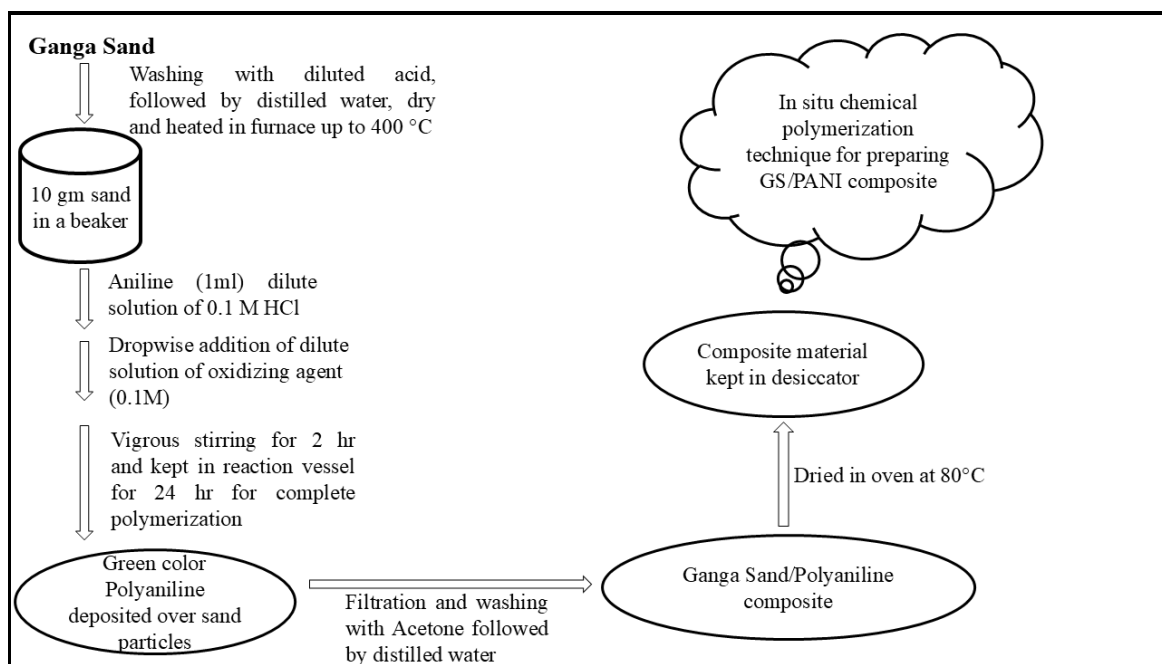 Ganga Sand
Washing with diluted acid,
followed by distilled water, dry
and heated in furnace up to 400 °C
10 gm sand
in a beaker
Aniline (1ml) dilute
solution of 0.1 M HCl
Dropwise addition of dilute
solution of oxidizing agent
(0.1M)
Vigrous stirring for 2 hr
and kept in reaction vessel
for 24 hr for complete
polymerization
Green color
Polyaniline
deposited over sand
particles
Filtration and washing
with Acetone followed
by distilled water
Ganga Sand/Polyaniline
composite
Dried in oven at 80°C
Composite material
kept in desiccator
In situ chemical
polymerization
technique for preparing
GS/PANI composite